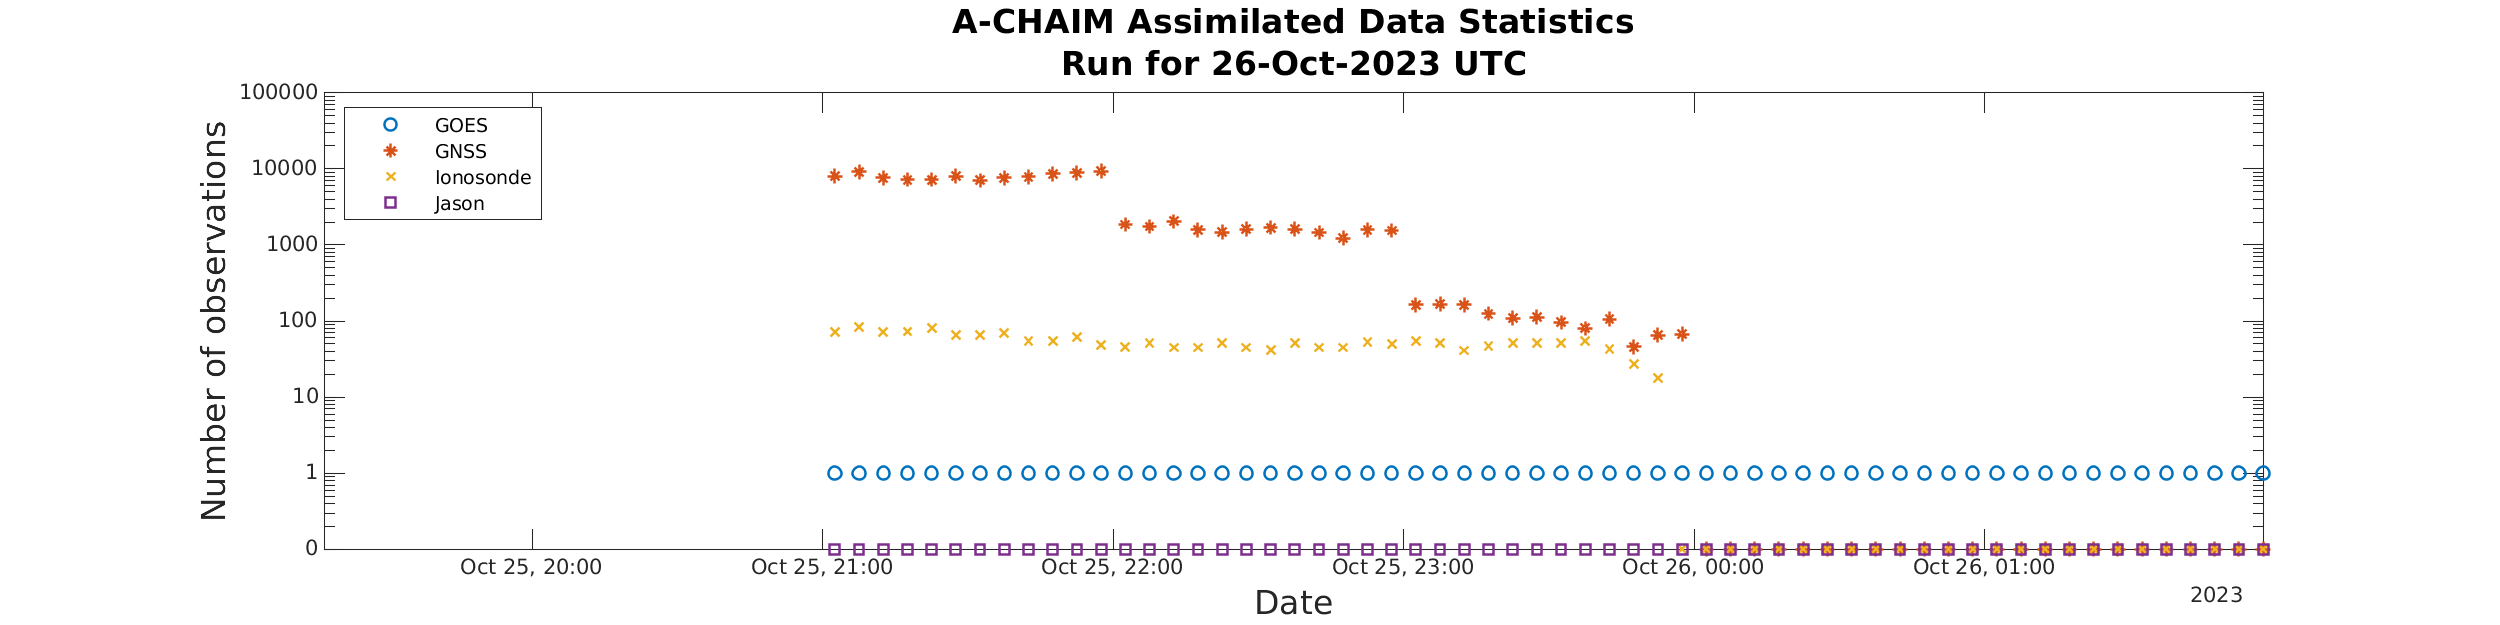 A-CHAIM Assimilated Data Statistics
Run for 26-Oct-2023 UTC
Number of observations
100000
10000
1000
100
10
1
0
GOES
GNSS
Ionosonde
Jason
Oct 25, 20:00
Oct 25, 21:00
Oct 25, 22:00
Oct 25, 23:00
Oct 26, 00:00
Oct 26, 01:00
2023
Date